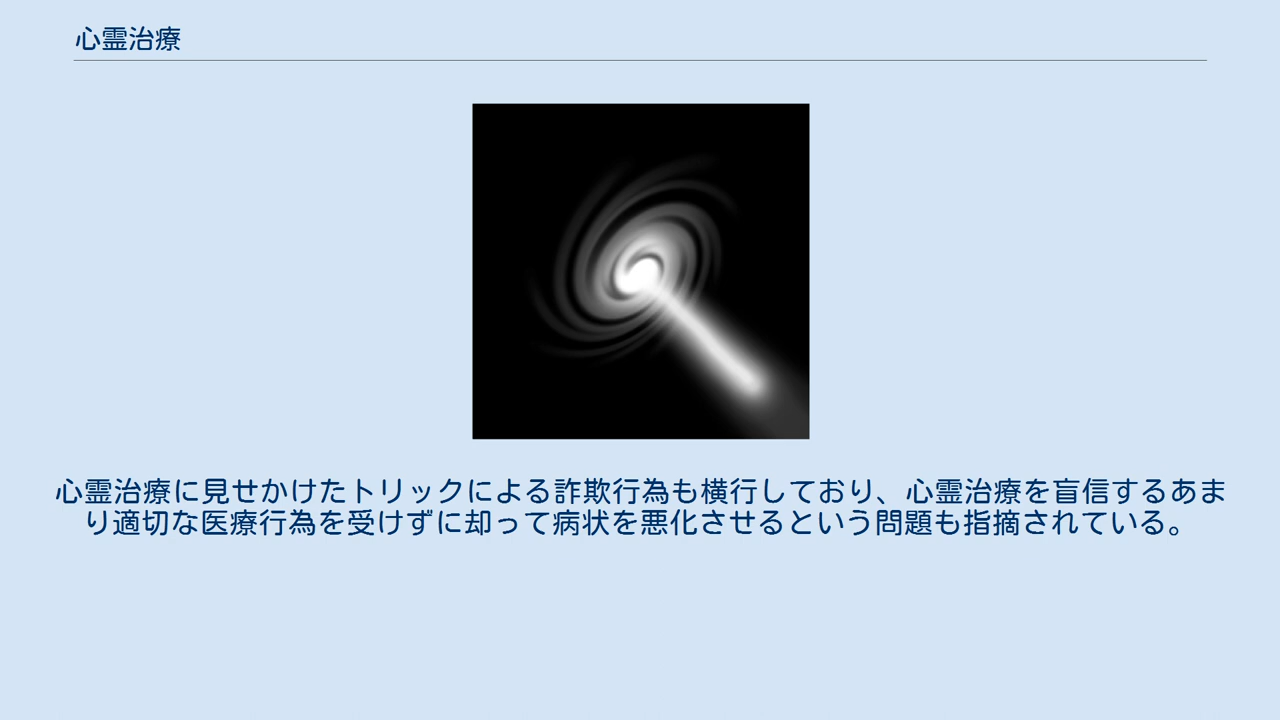 心霊治療
心霊治療に見せかけたトリックによる詐欺行為も横行しており、心霊治療を盲信するあま
り適切な医療行為を受けずに却って病状を悪化させるという問題も指摘されている。